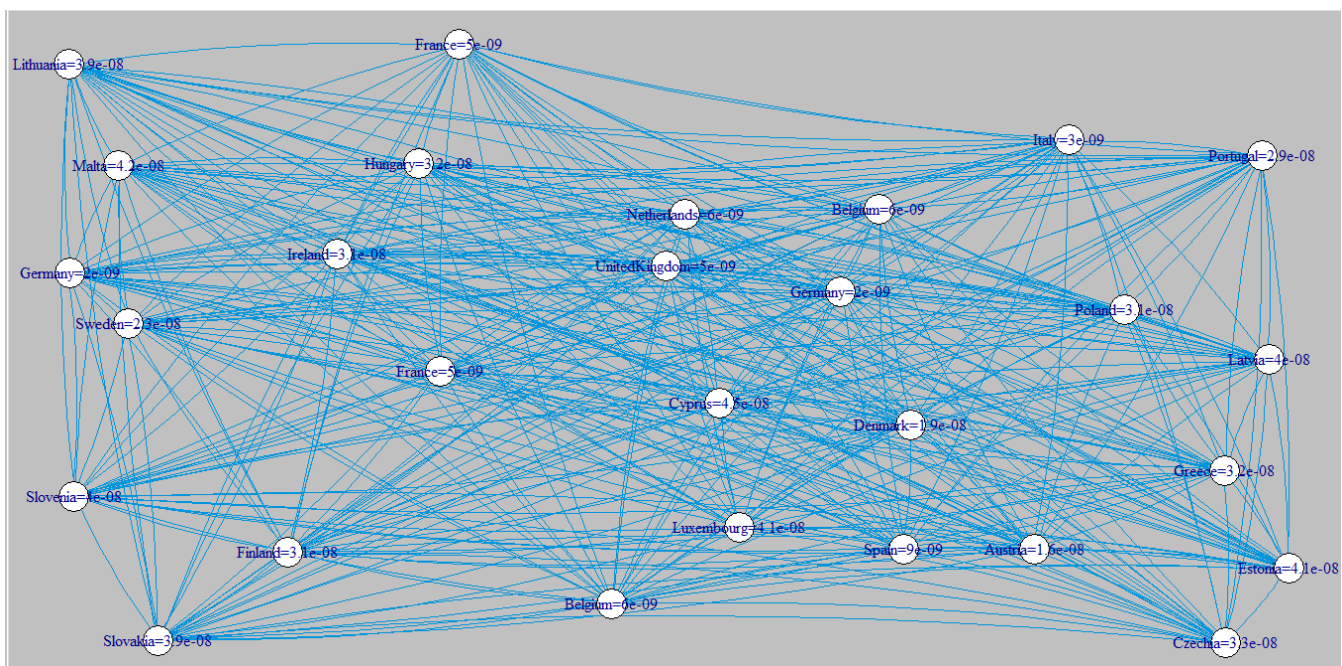 France=5e-09
Lithuania=3.9e-08
Italy=3e-09
Portugal=2.9e-08
Malta=4.2e-08
Hungary=3.2e-08
Netherlands=6e-09
Belgium=6e-09
Ireland=3.1e-08
UnitedKingdom=5e-09
Germany=2e-09
Germany=2e-09
Poland=3.1e-08
Sweden=2.3e-08
Latvia=4e-08
France=5e-09
Cyprus=4.5e-08
Denmark=1.9e-08
Greece=3.2e-08
Slovenia=4e-08
Luxembourg=4.1e-08
Finland=3.1e-08
Spain=9e-09
Austria=1.6e-08
Estonia=4.1e-08
Belgium=6e-09
Slovakia=3.9e-08
Czechia=3.3e-08